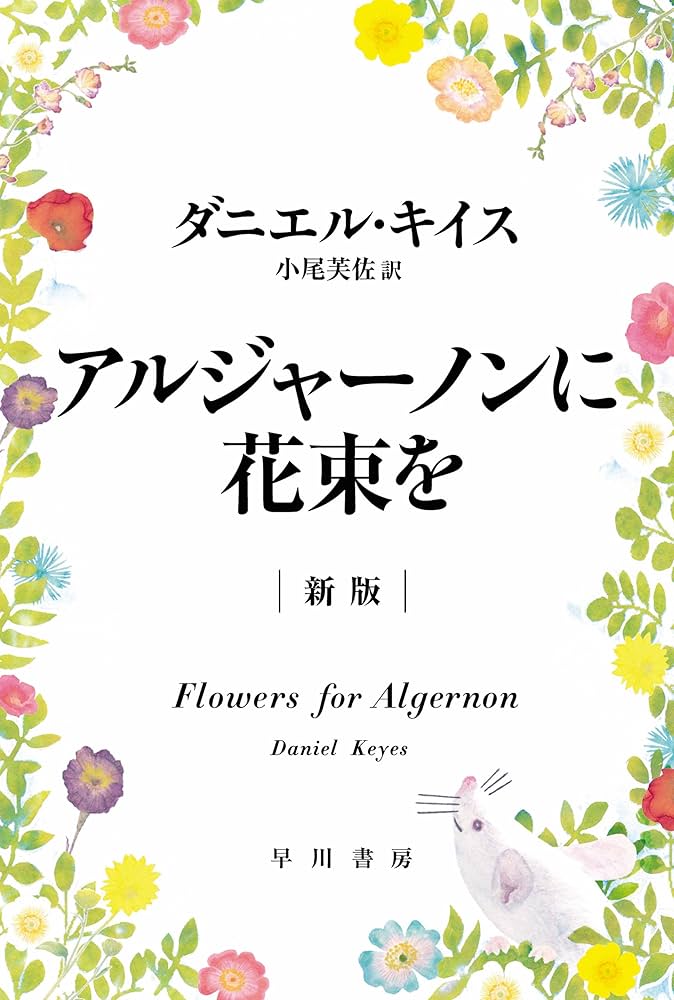 ダニエル・キイス
小尾芙佐 訳
アルジャーノンに
花束を
新版
Flowers for Algernon
Daniel Keyes
早川書房